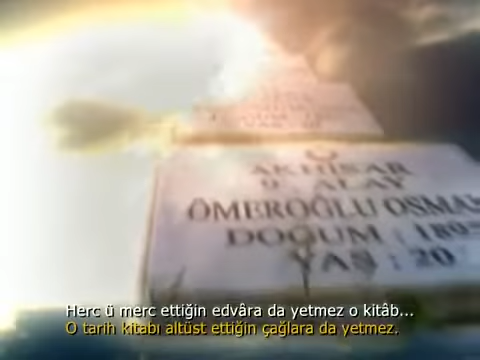 AKHİSAR
9. ALAY
ÖMEROĞLU OSMA
DOĞUM : 189
YAŞ : 20
Herc ü merc ettiğin edvâra da yetmez o kitâb...
O tarih kitabı altüst ettiğin çağlara da yetmez.